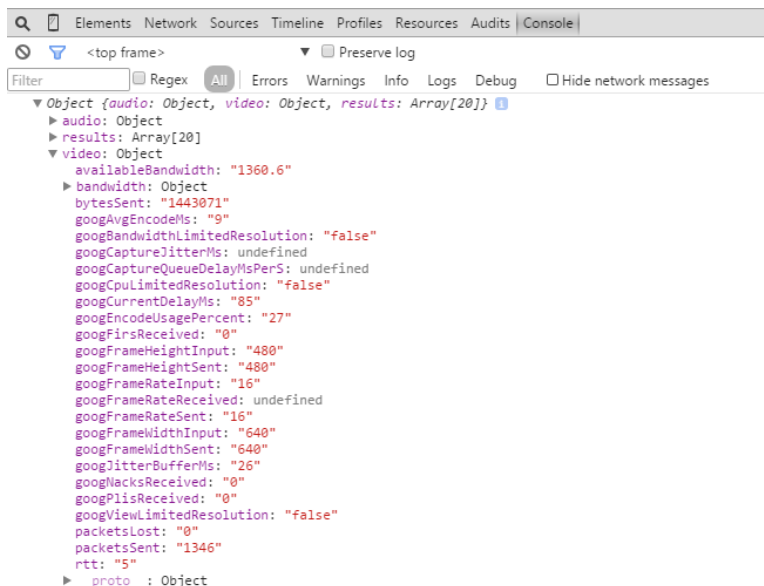 Elements Network Sources Timeline Profiles Resources Audits Console
<top frame> ▼ Preserve log
Filter Regex All Errors Warnings Info Logs Debug Hide network messages
▼ Object {audio: Object, video: Object, results: Array[20]} i
▶ audio: Object
▶ results: Array[20]
▼ video: Object
availableBandwidth: "1360.6"
▶ bandwidth: Object
bytesSent: "1443071"
googAvgEncodeMs: "9"
googBandwidthLimitedResolution: "false"
googCaptureJitterMs: undefined
googCaptureQueueDelayMsPerS: undefined
googCpuLimitedResolution: "false"
googCurrentDelayMs: "85"
googEncodeUsagePercent: "27"
googFirsReceived: "0"
googFrameHeightInput: "480"
googFrameHeightSent: "480"
googFrameRateInput: "16"
googFrameRateReceived: undefined
googFrameRateSent: "16"
googFrameWidthInput: "640"
googFrameWidthSent: "640"
googJitterBufferMs: "26"
googNacksReceived: "0"
googPlisReceived: "0"
googViewLimitedResolution: "false"
packetsLost: "0"
packetsSent: "1346"
rtt: "5"
▶ __proto__: Object